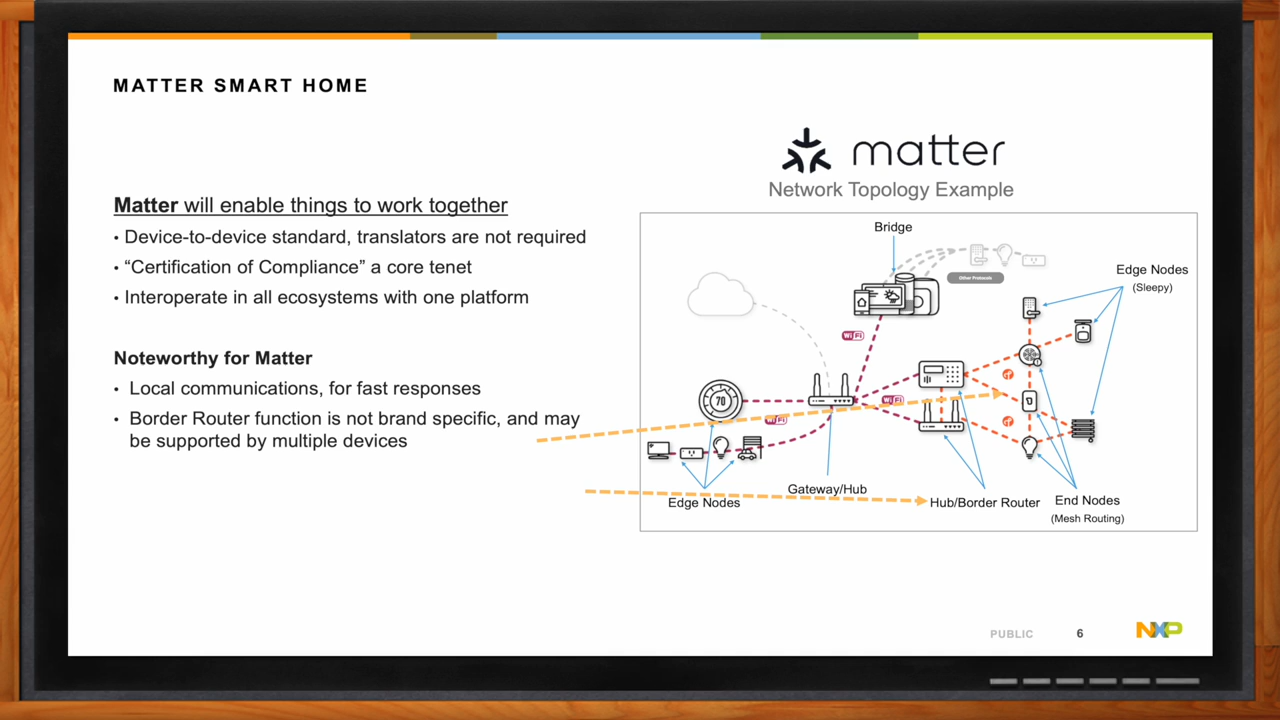 MATTER SMART HOME
matter
Network Topology Example
Matter will enable things to work together
• Device-to-device standard, translators are not required
• “Certification of Compliance” a core tenet
• Interoperate in all ecosystems with one platform
Noteworthy for Matter
• Local communications, for fast responses
• Border Router function is not brand specific, and may
be supported by multiple devices
Bridge
Other Protocols
Edge Nodes
(Sleepy)
WiFi
70
WiFi
WiFi
Gateway/Hub
Edge Nodes
Hub/Border Router
End Nodes
(Mesh Routing)
PUBLIC
6
NXP